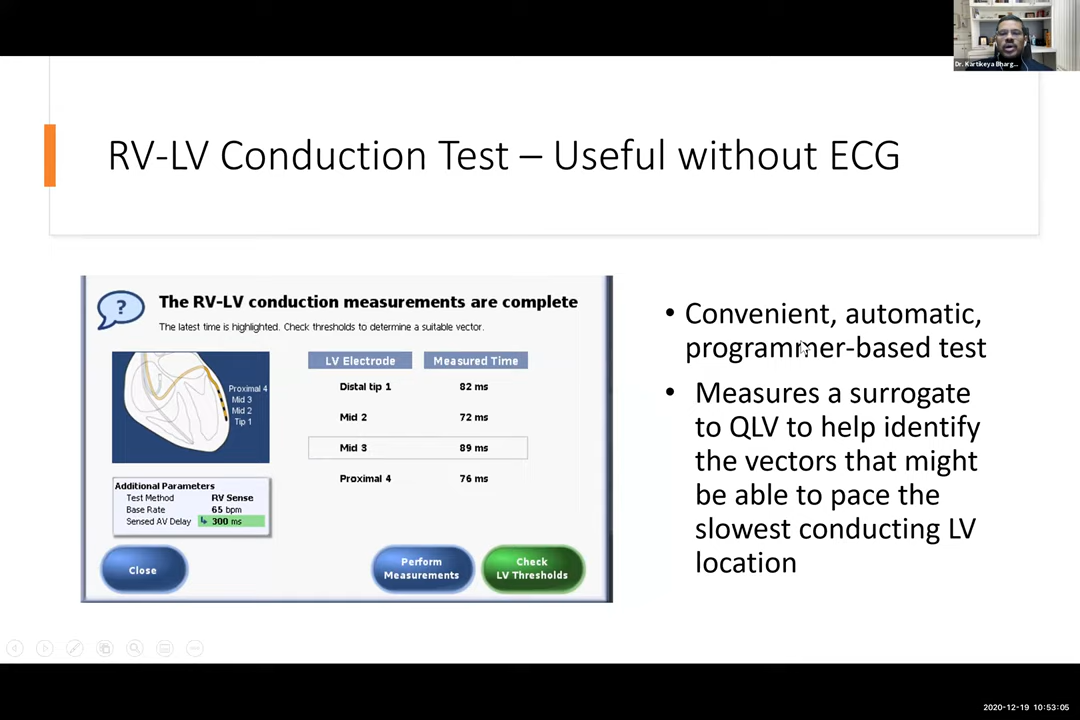 Dr. Kartikeya Bharg...
RV-LV Conduction Test – Useful without ECG
?
The RV-LV conduction measurements are complete
The latest time is highlighted. Check thresholds to determine a suitable vector.
Proximal 4
Mid 3
Mid 2
Tip 1
LV Electrode Measured Time
Distal tip 1 82 ms
Mid 2 72 ms
Mid 3 89 ms
Proximal 4 76 ms
Additional Parameters
Test Method RV Sense
Base Rate 65 bpm
Sensed AV Delay 300 ms
Close
Perform
Measurements
Check
LV Thresholds
• Convenient, automatic,
programmer-based test
• Measures a surrogate
to QLV to help identify
the vectors that might
be able to pace the
slowest conducting LV
location
2020-12-19 10:53:05